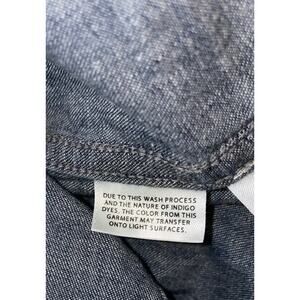 DUE TO THIS WASH PROCESS
AND THE NATURE OF INDIGO
DYES. THE COLOR FROM THIS
GARMENT MAY TRANSFER
ONTO LIGHT SURFACES.